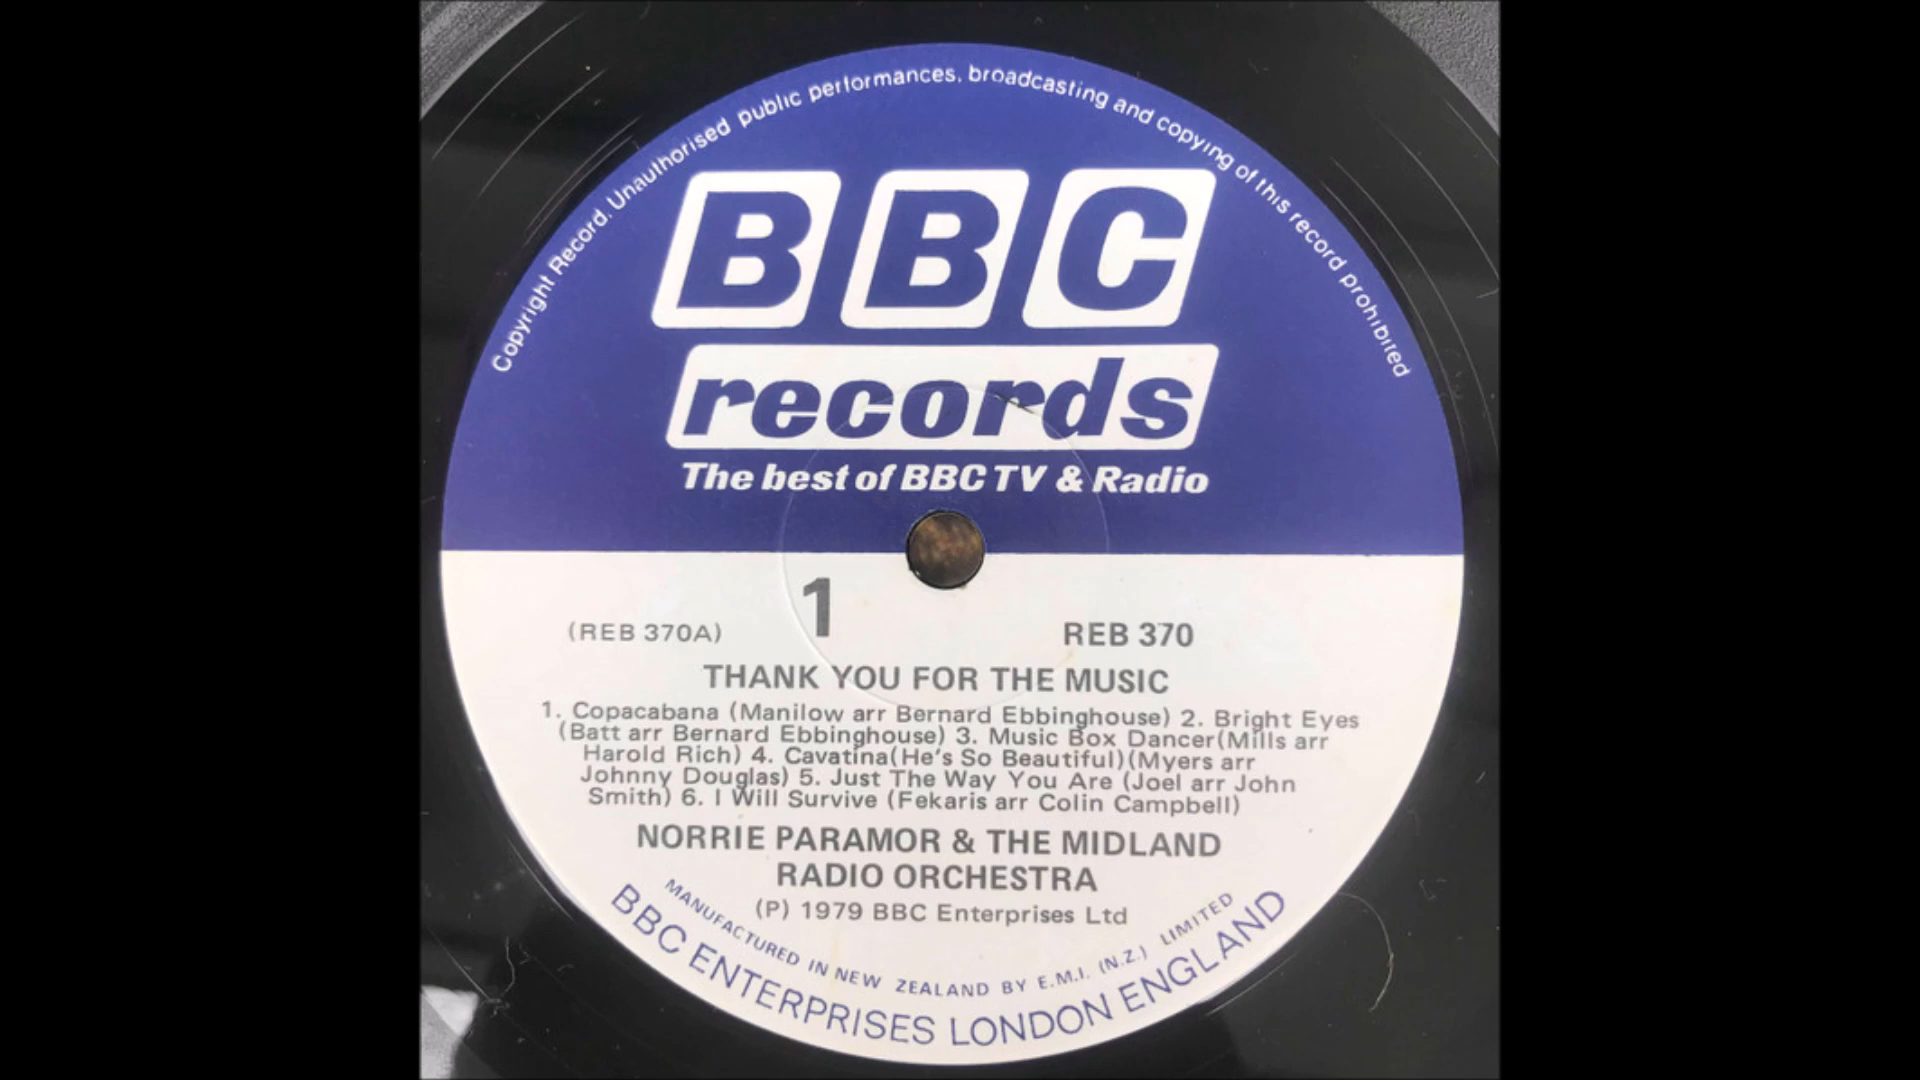 Copyright Record. Unauthorised public performances, broadcasting and copying of this record prohibited
BBC
records
The best of BBC TV & Radio
1
(REB 370A) REB 370
THANK YOU FOR THE MUSIC
1. Copacabana (Manilow arr Bernard Ebbinghouse) 2. Bright Eyes
(Batt arr Bernard Ebbinghouse) 3. Music Box Dancer(Mills arr
Harold Rich) 4. Cavatina(He's So Beautiful)(Myers arr
Johnny Douglas) 5. Just The Way You Are (Joel arr John
Smith) 6. I Will Survive (Fekaris arr Colin Campbell)
NORRIE PARAMOR & THE MIDLAND
RADIO ORCHESTRA
(P) 1979 BBC Enterprises Ltd
MANUFACTURED IN NEW ZEALAND BY E.M.I. (N.Z.) LIMITED
BBC ENTERPRISES LONDON ENGLAND